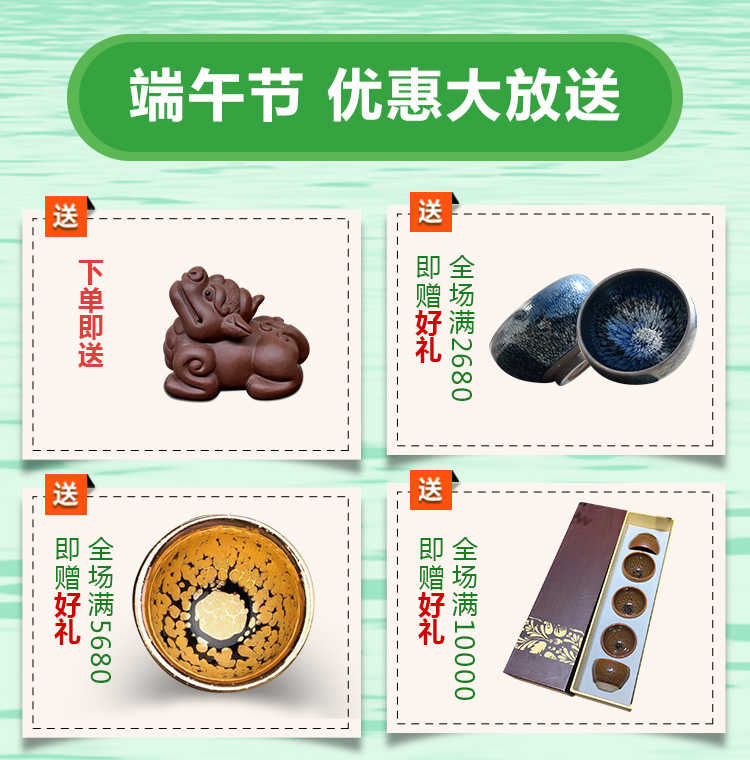 端午节 优惠大放送
送
下单即送
送
全场满2680
即赠好礼
送
全场满5680
即赠好礼
送
全场满10000
即赠好礼